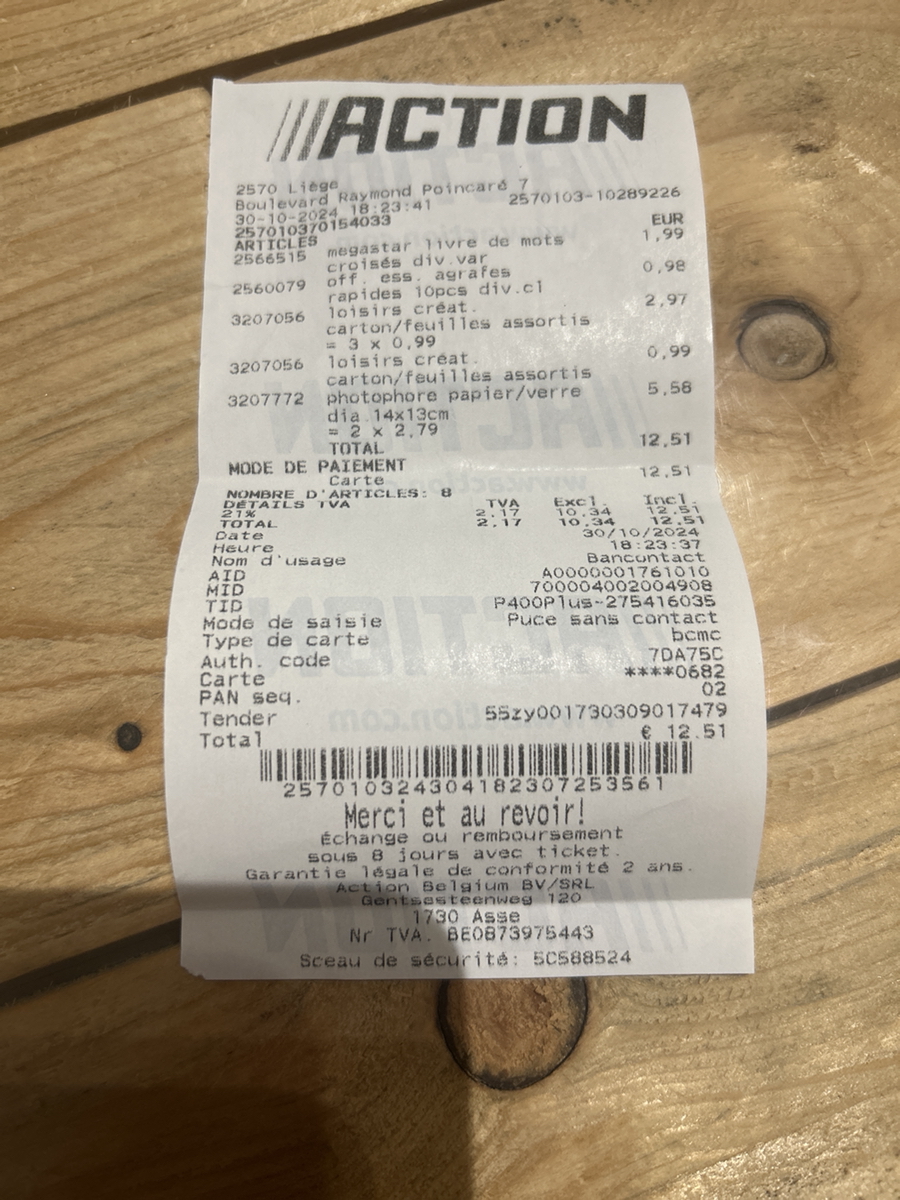 ///ACTION
2570 Liège
Boulevard Raymond Poincaré 7
30-10-2024 18:23:41 2570103-10289226
257010370154033 EUR
ARTICLES
2566515 megastar livre de mots 1,99
croisés div.var
2560079 off. ess. agrafes 0,98
rapides 10pcs div.cl
3207056 loisirs créat. 2,97
carton/feuilles assortis
= 3 x 0,99
3207056 loisirs créat. 0,99
carton/feuilles assortis
3207772 photophore papier/verre 5,58
dia.14x13cm
= 2 x 2,79
TOTAL 12,51
MODE DE PAIEMENT
Carte 12,51
NOMBRE D'ARTICLES: 8
DÉTAILS TVA TVA Excl. Incl.
21% 2,17 10,34 12,51
TOTAL 2,17 10,34 12,51
Date 30/10/2024
Heure 18:23:37
Nom d'usage Bancontact
AID A0000001761010
MID 700004002004908
TID P400Plus-275416035
Mode de saisie Puce sans contact
Type de carte bcmc
Auth. code 7DA75C
Carte ****0682
PAN seq. 02
Tender 55zy001730309017479
Total € 12.51
2570103243041823072535​61
Merci et au revoir!
Échange ou remboursement
sous 8 jours avec ticket.
Garantie légale de conformité 2 ans.
Action Belgium BV/SRL
Gentsesteenweg 120
1730 Asse
Nr TVA. BE0873975443
Sceau de sécurité: 5C588524